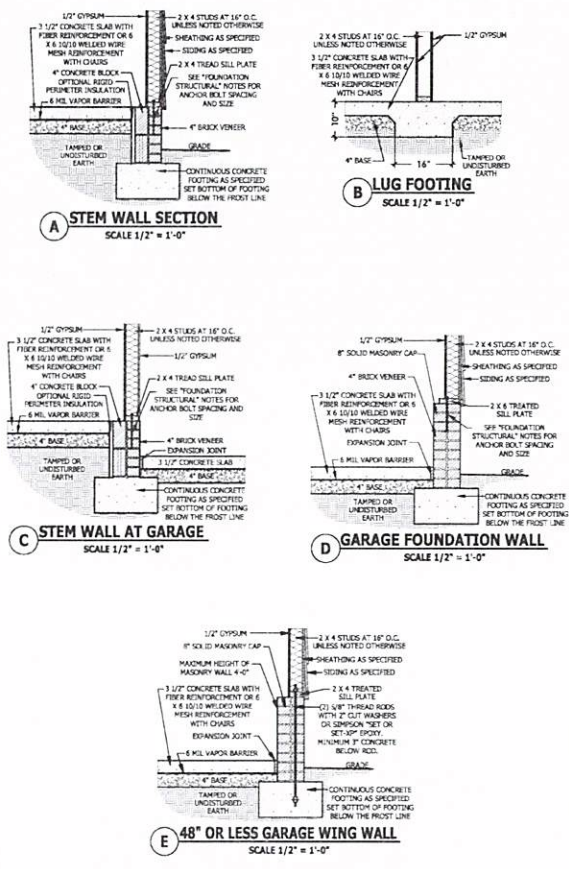 1/2" GYPSUM
3 1/2" CONCRETE SLAB WITH
FIBER REINFORCEMENT OR 6
X 6 10/10 WELDED WIRE
MESH REINFORCEMENT
WITH CHAIRS
4" CONCRETE BLOCK
OPTIONAL RIGID
PERIMETER INSULATION
6 MIL VAPOR BARRIER
4" BASE
TAMPED OR
UNDISTURBED
EARTH
2 X 4 STUDS AT 16" O.C.
UNLESS NOTED OTHERWISE
SHEATHING AS SPECIFIED
SIDING AS SPECIFIED
2 X 4 TREAD SILL PLATE
SEE "FOUNDATION
STRUCTURAL" NOTES FOR
ANCHOR BOLT SPACING
AND SIZE
4" BRICK VENEER
GRADE
CONTINUOUS CONCRETE
FOOTING AS SPECIFIED
SET BOTTOM OF FOOTING
BELOW THE FROST LINE
A
STEM WALL SECTION
SCALE 1/2" = 1'-0"
2 X 4 STUDS AT 16" O.C.
UNLESS NOTED OTHERWISE
3 1/2" CONCRETE SLAB WITH
FIBER REINFORCEMENT OR 6
X 6 10/10 WELDED WIRE
MESH REINFORCEMENT
WITH CHAIRS
1/2" GYPSUM
10"
4" BASE
16"
TAMPED OR
UNDISTURBED
EARTH
B
LUG FOOTING
SCALE 1/2" = 1'-0"
1/2" GYPSUM
3 1/2" CONCRETE SLAB WITH
FIBER REINFORCEMENT OR 6
X 6 10/10 WELDED WIRE
MESH REINFORCEMENT
WITH CHAIRS
4" CONCRETE BLOCK
OPTIONAL RIGID
PERIMETER INSULATION
6 MIL VAPOR BARRIER
4" BASE
TAMPED OR
UNDISTURBED
EARTH
2 X 4 STUDS AT 16" O.C.
UNLESS NOTED OTHERWISE
1/2" GYPSUM
2 X 4 TREAD SILL PLATE
SEE "FOUNDATION
STRUCTURAL" NOTES FOR
ANCHOR BOLT SPACING AND
SIZE
4" BRICK VENEER
EXPANSION JOINT
3 1/2" CONCRETE SLAB
4" BASE
CONTINUOUS CONCRETE
FOOTING AS SPECIFIED
SET BOTTOM OF FOOTING
BELOW THE FROST LINE
C
STEM WALL AT GARAGE
SCALE 1/2" = 1'-0"
1/2" GYPSUM
8" SOLID MASONRY CAP
4" BRICK VENEER
3 1/2" CONCRETE SLAB WITH
FIBER REINFORCEMENT OR 6
X 6 10/10 WELDED WIRE
MESH REINFORCEMENT
WITH CHAIRS
EXPANSION JOINT
6 MIL VAPOR BARRIER
4" BASE
TAMPED OR
UNDISTURBED
EARTH
2 X 4 STUDS AT 16" O.C.
UNLESS NOTED OTHERWISE
SHEATHING AS SPECIFIED
SIDING AS SPECIFIED
2 X 6 TREATED
SILL PLATE
SEE "FOUNDATION
STRUCTURAL" NOTES FOR
ANCHOR BOLT SPACING
AND SIZE
GRADE
CONTINUOUS CONCRETE
FOOTING AS SPECIFIED
SET BOTTOM OF FOOTING
BELOW THE FROST LINE
D
GARAGE FOUNDATION WALL
SCALE 1/2" = 1'-0"
1/2" GYPSUM
8" SOLID MASONRY CAP
MAXIMUM HEIGHT OF
MASONRY WALL 4'-0"
3 1/2" CONCRETE SLAB WITH
FIBER REINFORCEMENT OR 6
X 6 10/10 WELDED WIRE
MESH REINFORCEMENT
WITH CHAIRS
EXPANSION JOINT
6 MIL VAPOR BARRIER
4" BASE
TAMPED OR
UNDISTURBED
EARTH
2 X 4 STUDS AT 16" O.C.
UNLESS NOTED OTHERWISE
SHEATHING AS SPECIFIED
SIDING AS SPECIFIED
2 X 4 TREATED
SILL PLATE
(2) 5/8" THREAD RODS
WITH 2" CUT WASHERS
OR SIMPSON "SET OR
SET-XP" EPOXY.
MINIMUM 3" CONCRETE
BELOW ROD.
GRADE
CONTINUOUS CONCRETE
FOOTING AS SPECIFIED
SET BOTTOM OF FOOTING
BELOW THE FROST LINE
E
48" OR LESS GARAGE WING WALL
SCALE 1/2" = 1'-0"